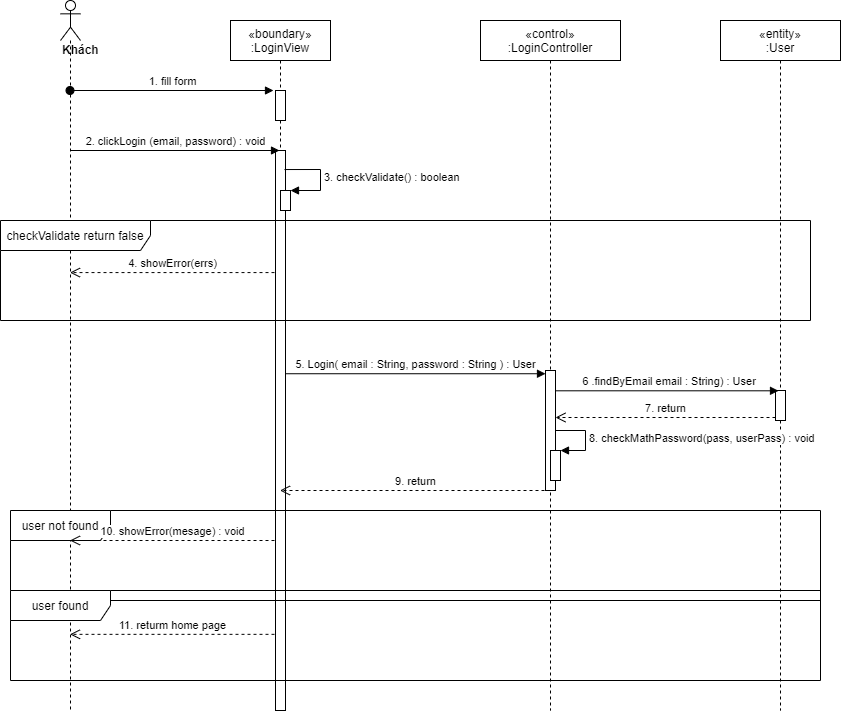 Khách
«boundary»
:LoginView
«control»
:LoginController
«entity»
:User
1. fill form
2. clickLogin (email, password) : void
3. checkValidate() : boolean
checkValidate return false
4. showError(errs)
5. Login( email : String, password : String ) : User
6 .findByEmail email : String) : User
7. return
8. checkMathPassword(pass, userPass) : void
9. return
user not found
10. showError(mesage) : void
user found
11. returm home page